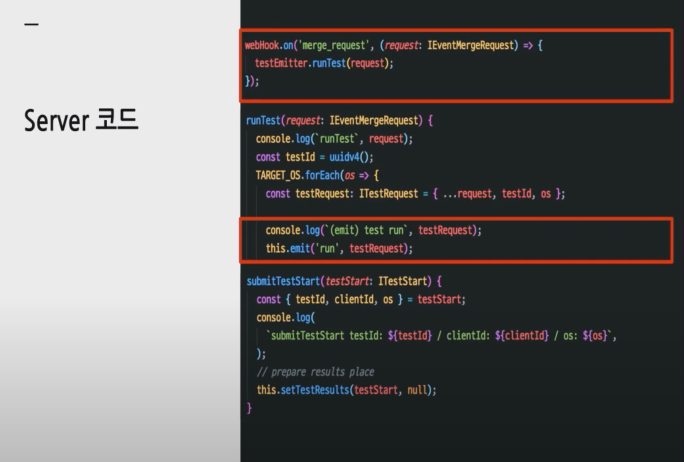 Server 코드
webHook.on('merge_request', (request: IEventMergeRequest) => {
  testEmitter.runTest(request);
});
runTest(request: IEventMergeRequest) {
  console.log(`runTest`, request);
  const testId = uuidv4();
  TARGET_OS.forEach(os => {
    const testRequest: ITestRequest = { ...request, testId, os };
    console.log(`(emit) test run`, testRequest);
    this.emit('run', testRequest);
submitTestStart(testStart: ITestStart) {
  const { testId, clientId, os } = testStart;
  console.log(
    `submitTestStart testId: ${testId} / clientId: ${clientId} / os: ${os}`,
  );
  // prepare results place
  this.setTestResults(testStart, null);
}